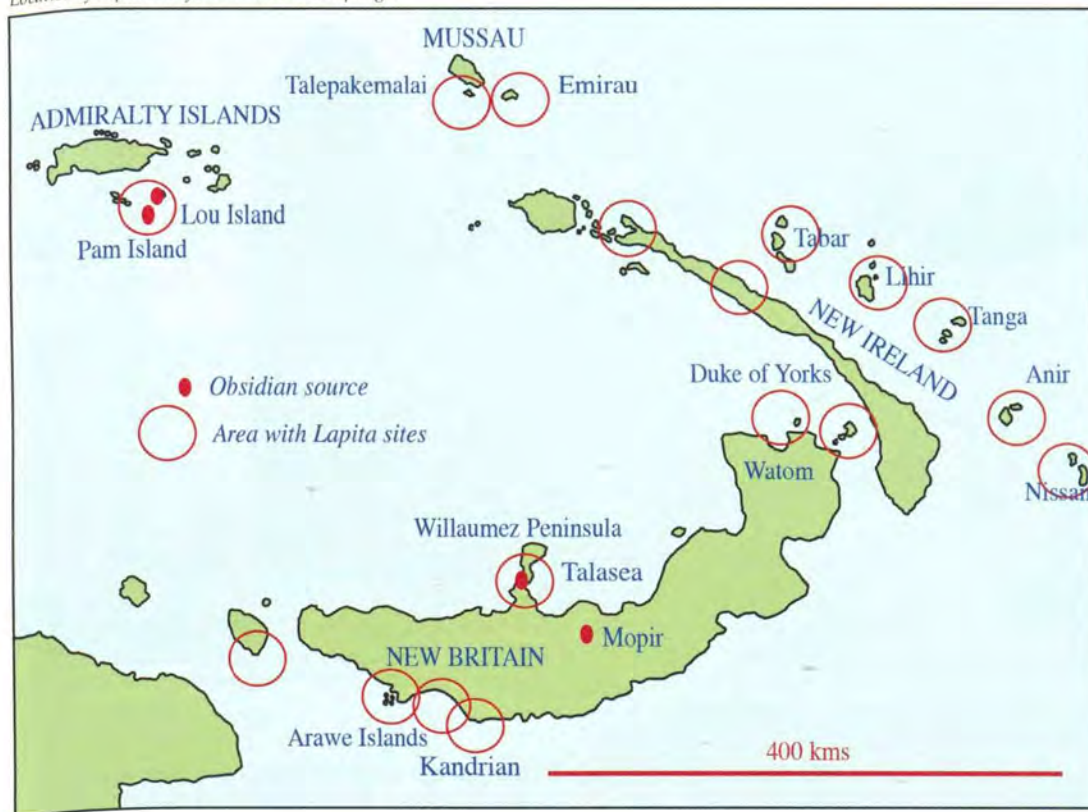 MUSSAU
Talepakemalai
Emirau
ADMIRALTY ISLANDS
Lou Island
Pam Island
Tabar
Lihir
Tanga
NEW IRELAND
Anir
Nissan
Duke of Yorks
Obsidian source
Area with Lapita sites
Watom
Willaumez Peninsula
Talasea
Mopir
NEW BRITAIN
Arawe Islands
Kandrian
400 kms